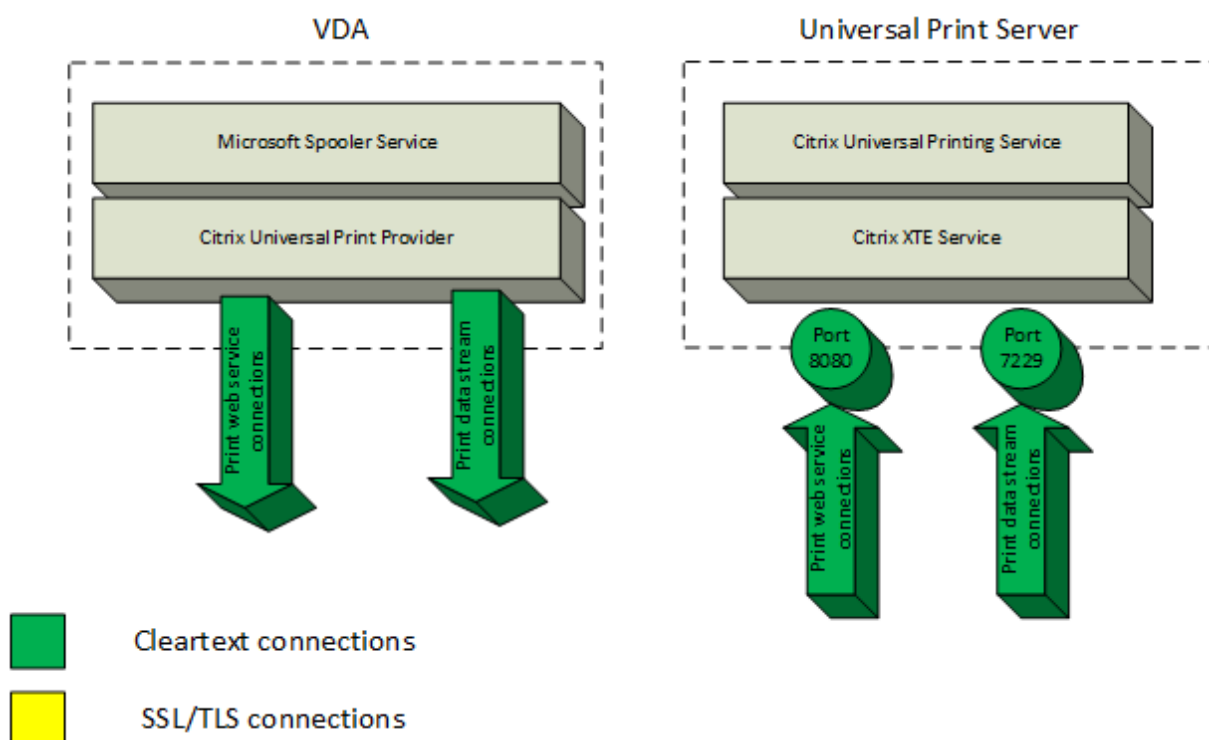 VDA
Universal Print Server
Microsoft Spooler Service
Citrix Universal Print Provider
Citrix Universal Printing Service
Citrix XTE Service
Print web service
connections
Print data stream
connections
Port
8080
Port
7229
Print web service
connections
Print data stream
connections
Cleartext connections
SSL/TLS connections